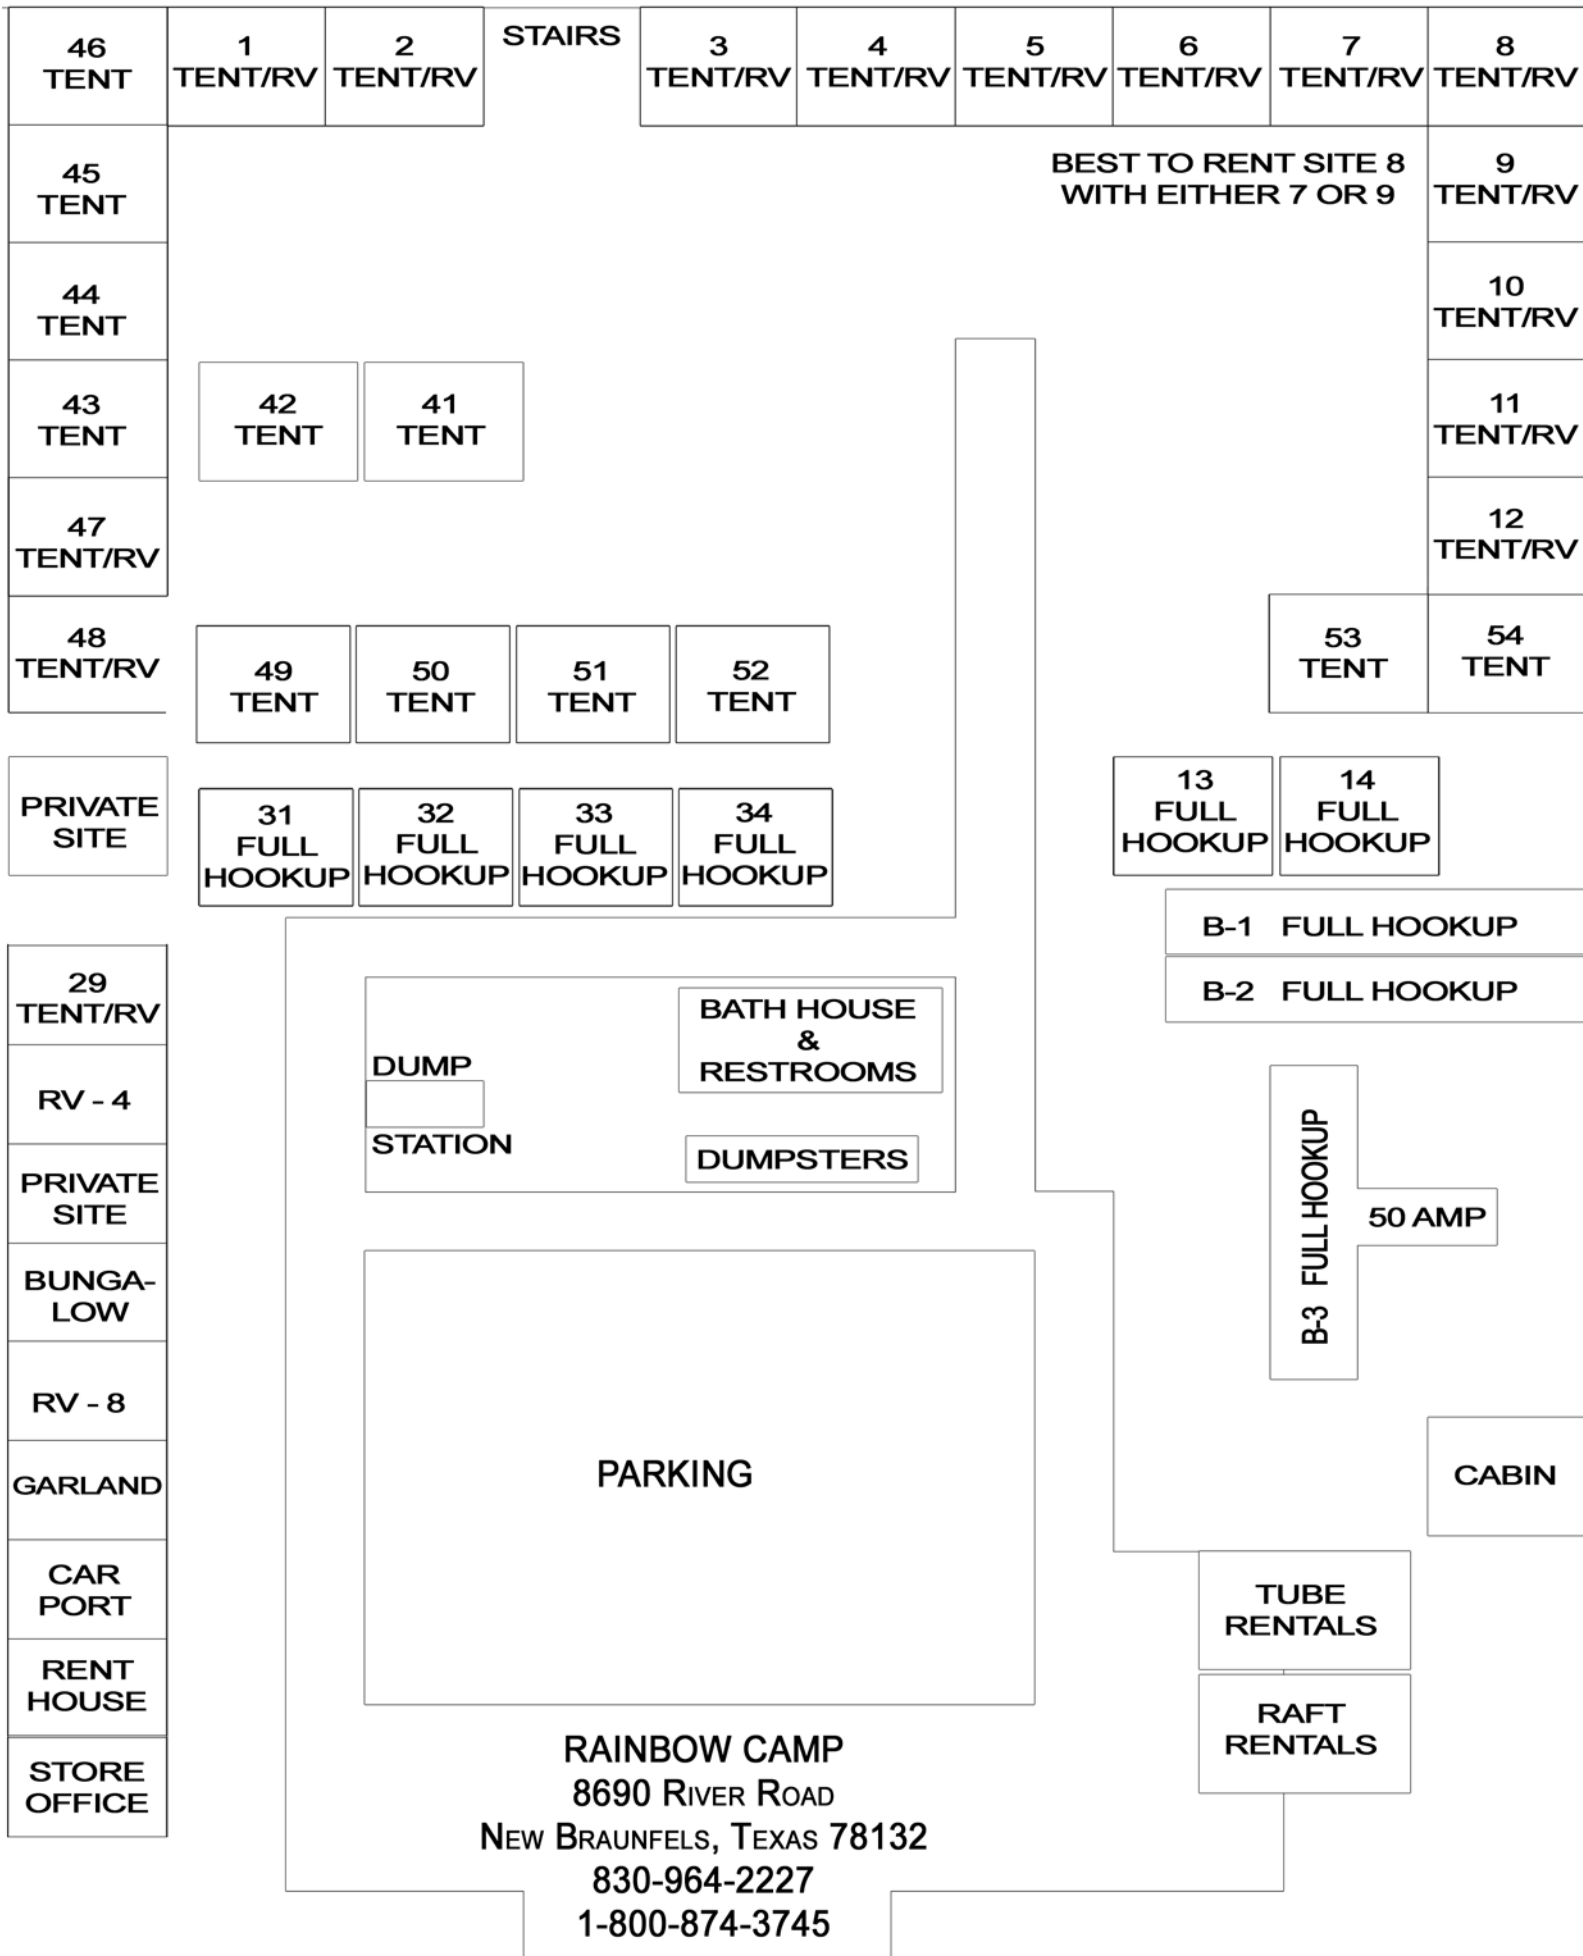 46
TENT
1
TENT/RV
2
TENT/RV
STAIRS
3
TENT/RV
4
TENT/RV
5
TENT/RV
6
TENT/RV
7
TENT/RV
8
TENT/RV
45
TENT
BEST TO RENT SITE 8
WITH EITHER 7 OR 9
9
TENT/RV
44
TENT
10
TENT/RV
43
TENT
42
TENT
41
TENT
11
TENT/RV
47
TENT/RV
12
TENT/RV
48
TENT/RV
49
TENT
50
TENT
51
TENT
52
TENT
53
TENT
54
TENT
PRIVATE
SITE
31
FULL
HOOKUP
32
FULL
HOOKUP
33
FULL
HOOKUP
34
FULL
HOOKUP
13
FULL
HOOKUP
14
FULL
HOOKUP
B-1 FULL HOOKUP
B-2 FULL HOOKUP
29
TENT/RV
RV - 4
PRIVATE
SITE
BUNGA-
LOW
RV - 8
GARLAND
CAR
PORT
RENT
HOUSE
STORE
OFFICE
DUMP
STATION
BATH HOUSE
&
RESTROOMS
DUMPSTERS
B-3 FULL HOOKUP
50 AMP
PARKING
CABIN
TUBE
RENTALS
RAFT
RENTALS
RAINBOW CAMP
8690 RIVER ROAD
NEW BRAUNFELS, TEXAS 78132
830-964-2227
1-800-874-3745